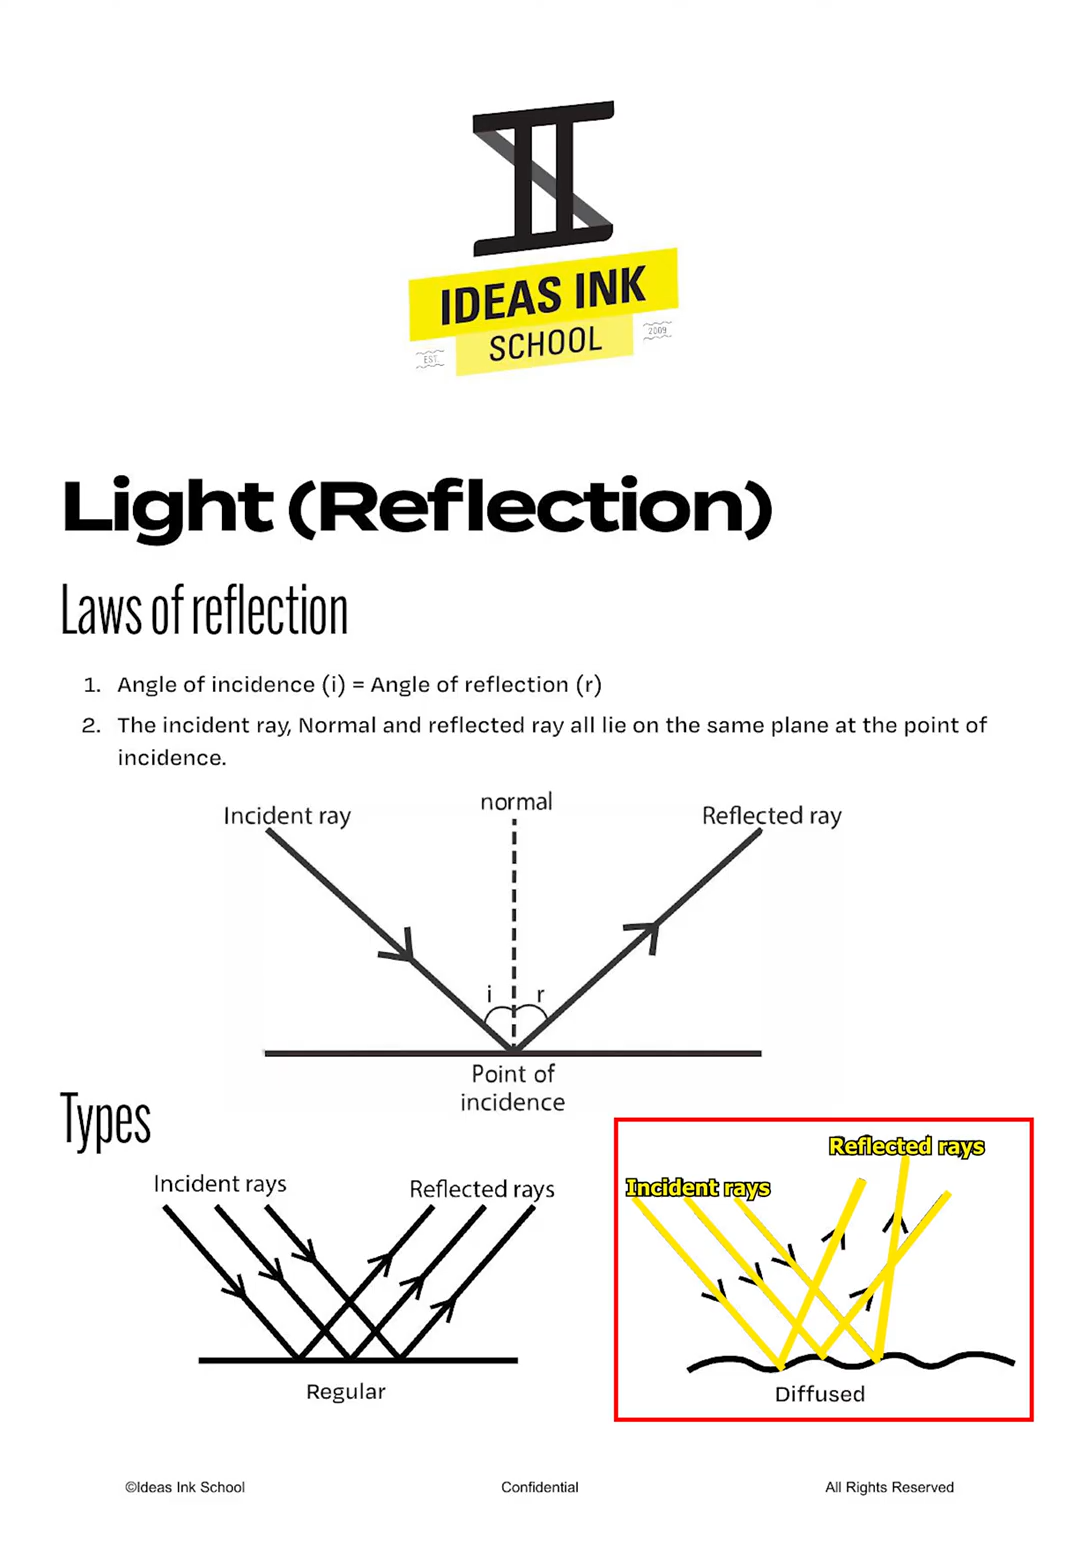 IDEAS INK
SCHOOL
EST.
2009
Light (Reflection)
Laws of reflection
1. Angle of incidence (i) = Angle of reflection (r)
2. The incident ray, Normal and reflected ray all lie on the same plane at the point of
incidence.
normal
Incident ray
Reflected ray
i
r
Point of
incidence
Types
Incident rays
Reflected rays
Regular
Reflected rays
Incident rays
Diffused
©Ideas Ink School
Confidential
All Rights Reserved